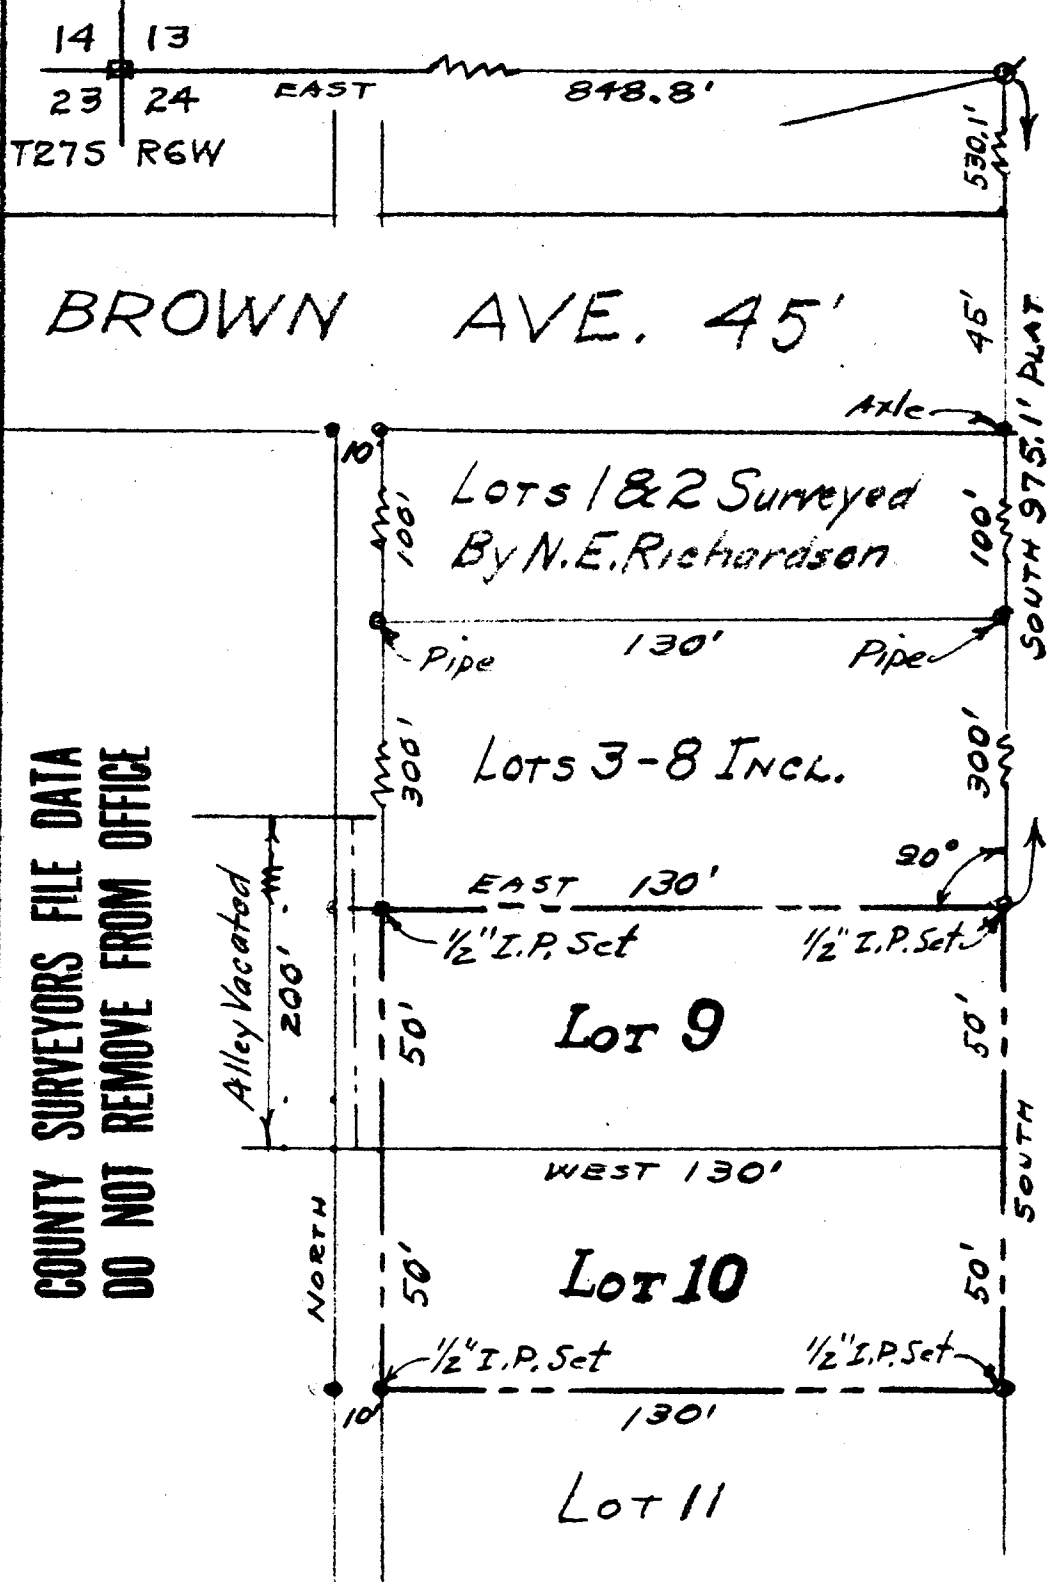 14 13
23 24
T27S R6W
EAST
848.8'
530.1'
BROWN AVE. 45'
45'
SOUTH 975.1' PLAT
Axle
10'
100'
Lots 1 & 2 Surveyed
By N.E. Richardson
100'
Pipe
130'
Pipe
300'
Lots 3-8 Incl.
300'
90°
EAST 130'
1/2" I.P. Set
1/2" I.P. Set
Alley Vacated
200'
50'
Lot 9
50'
WEST 130'
SOUTH
NORTH
50'
Lot 10
50'
1/2" I.P. Set
1/2" I.P. Set
10'
130'
Lot 11
COUNTY SURVEYORS FILE DATA
DO NOT REMOVE FROM OFFICE